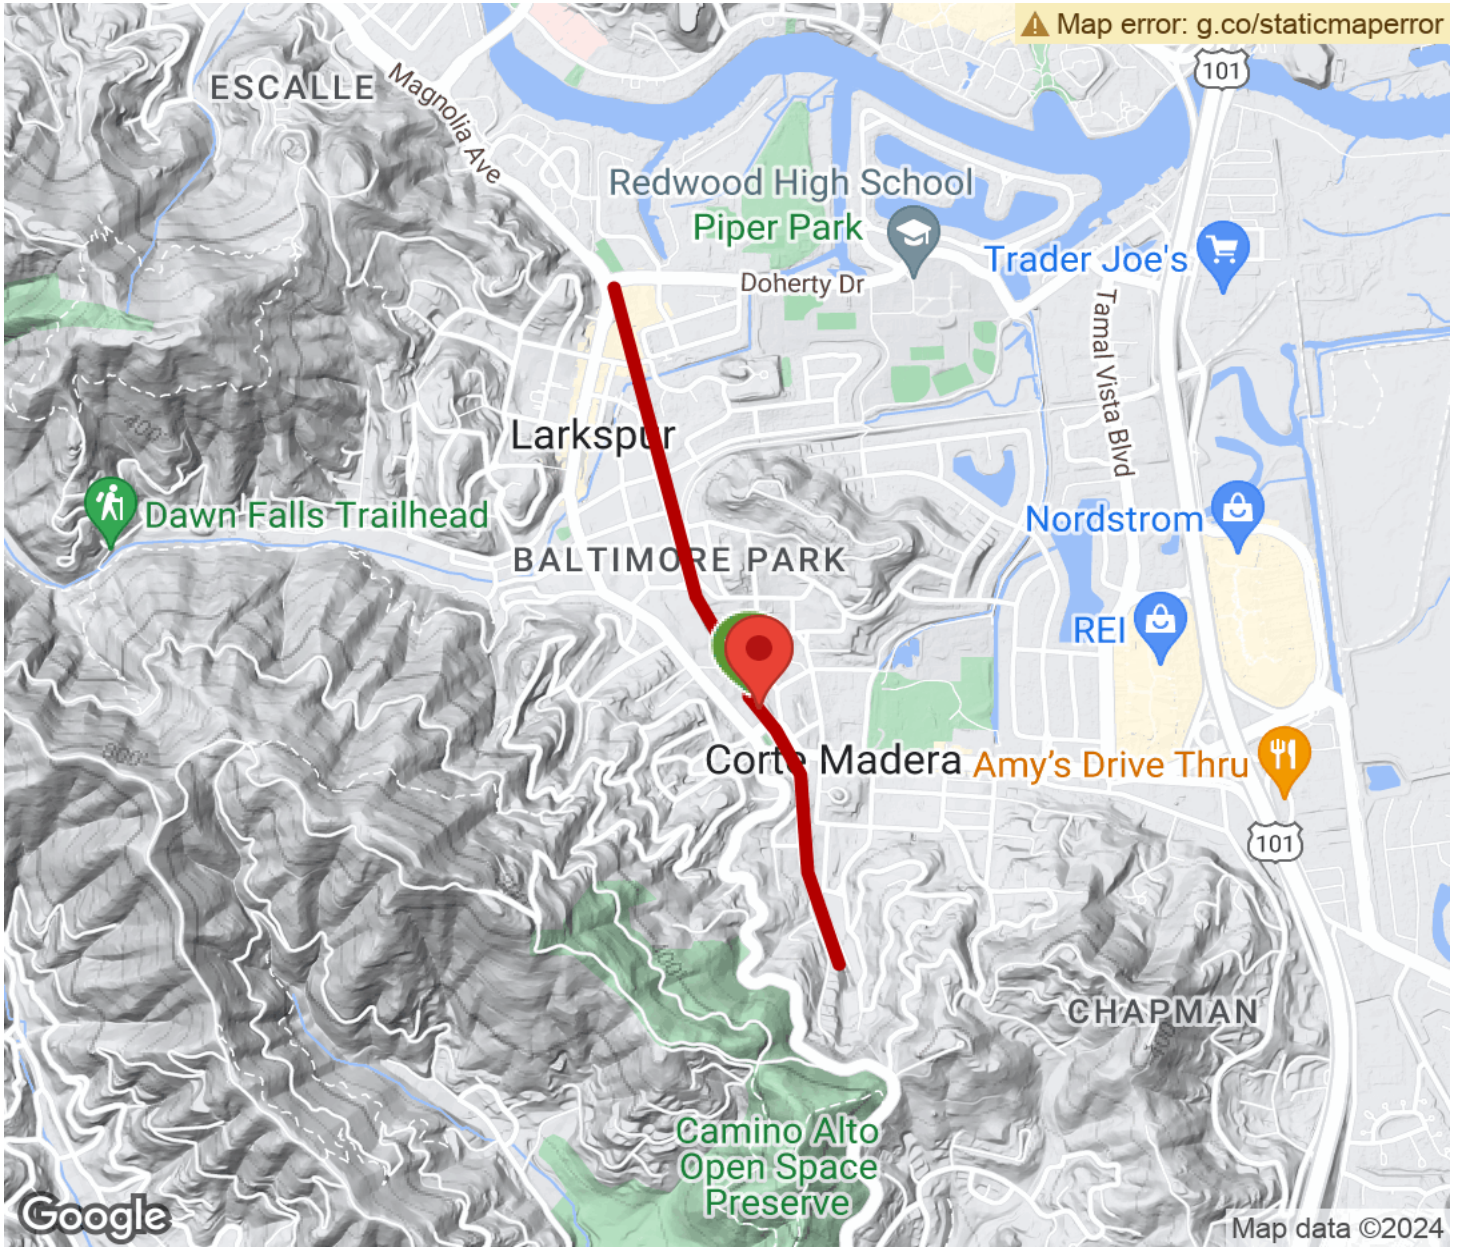 Map error: g.co/staticmaperror
101
ESCALLE
Magnolia Ave
Redwood High School
Piper Park
Trader Joe's
Doherty Dr
Tamal Vista Blvd
400'
Larkspur
Dawn Falls Trailhead
Nordstrom
BALTIMORE PARK
REI
800'
Corte Madera
Amy's Drive Thru
101
400'
CHAPMAN
400'
Camino Alto
Open Space
Preserve
Google
Map data ©2024